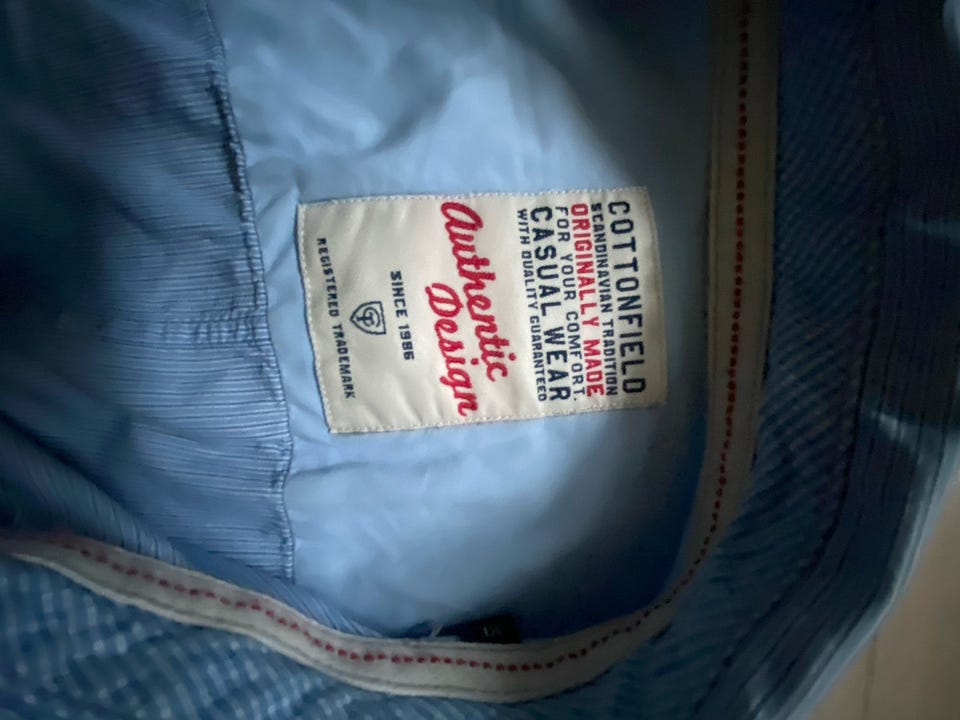 COTTONFIELD
SCANDINAVIAN TRADITION
ORIGINALLY MADE
FOR YOUR COMFORT.
CASUAL WEAR
WITH QUALITY GUARANTEED
Authentic
Design
SINCE 1986
CF
REGISTERED TRADEMARK